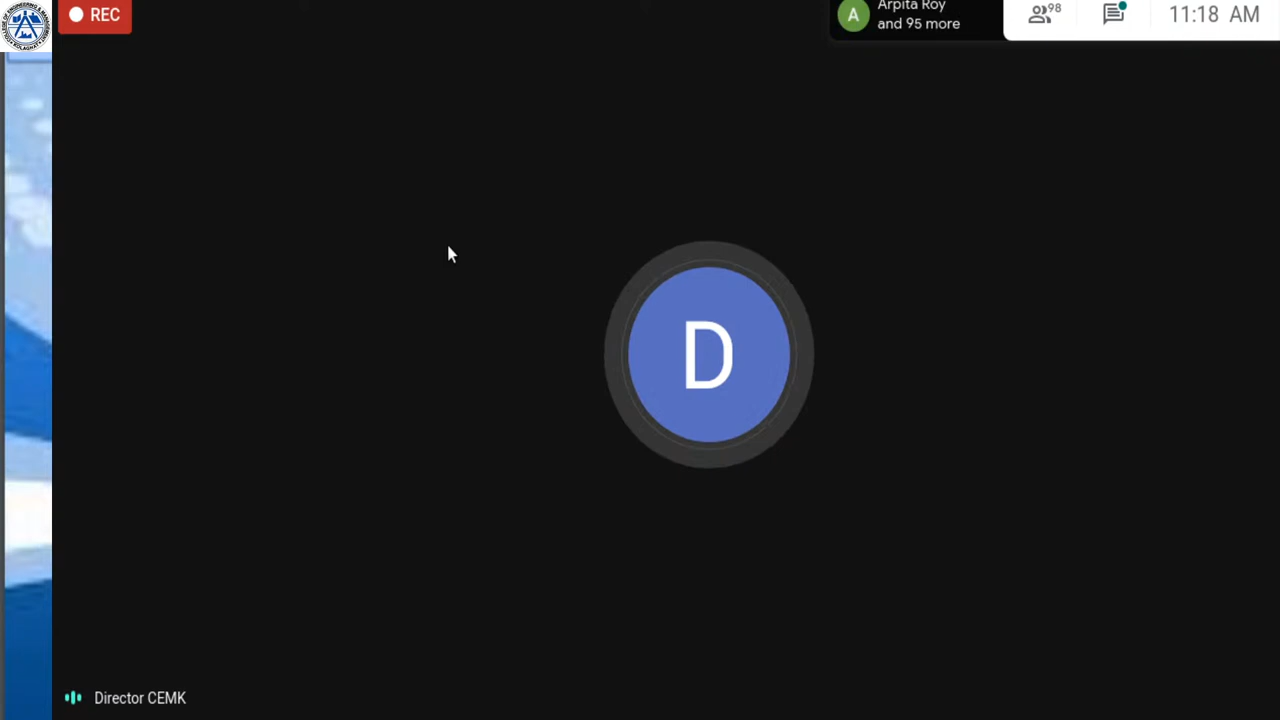 REC
Arpita Roy
and 95 more
98
11:18 AM
D
A
Director CEMK